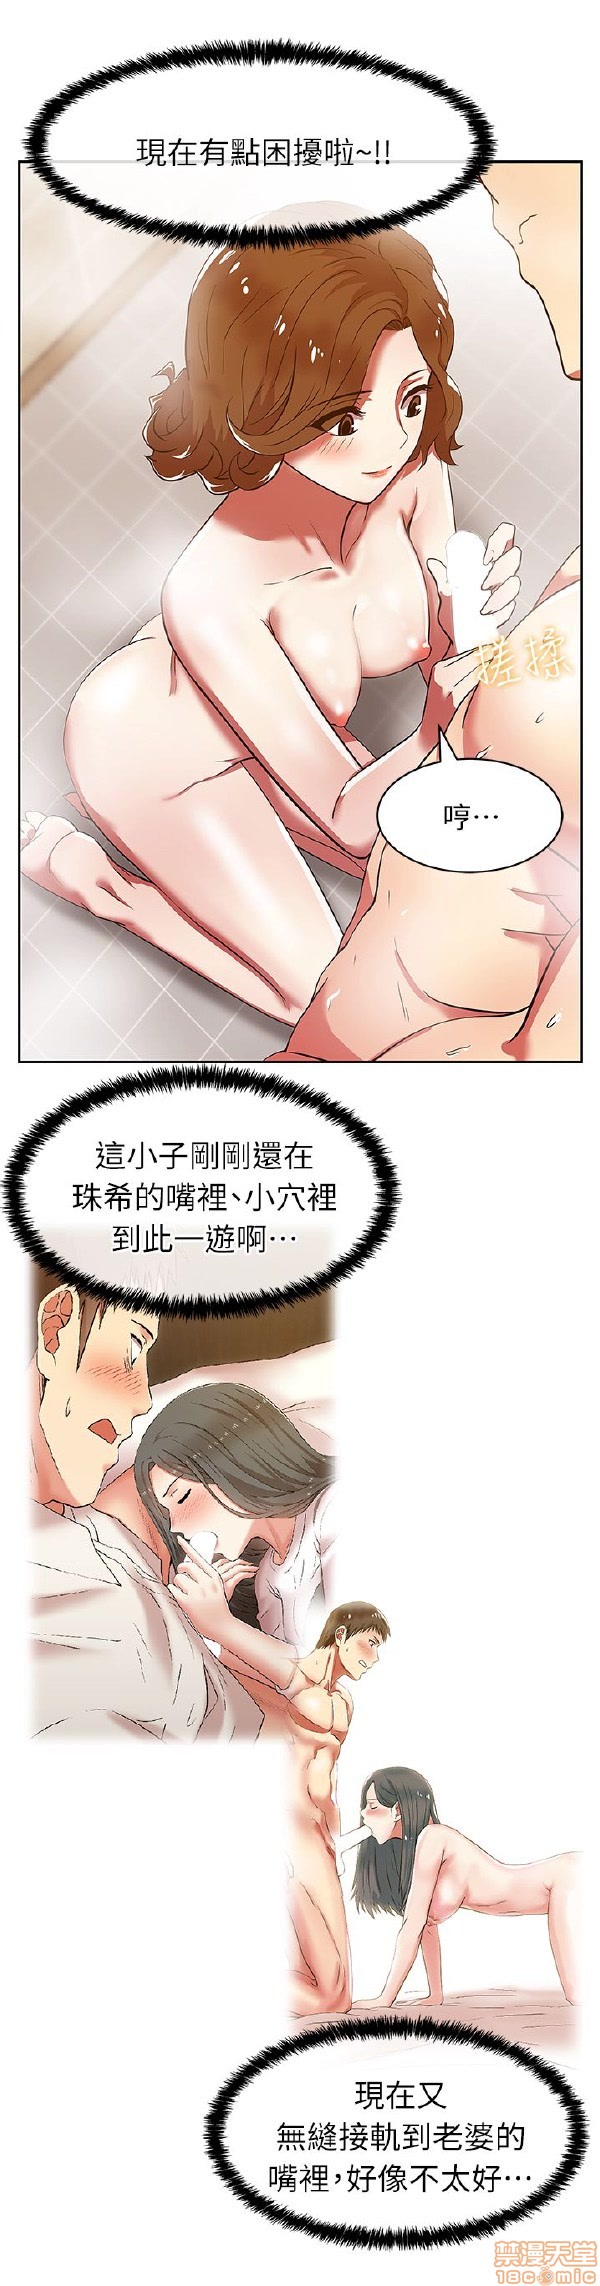 現在有點困擾啦~!!
搓揉
哼⋯
這小子剛剛還在
珠希的嘴裡、小穴裡
到此一遊啊⋯
現在又
無縫接軌到老婆的
嘴裡,好像不太好⋯
禁漫天堂
18comic